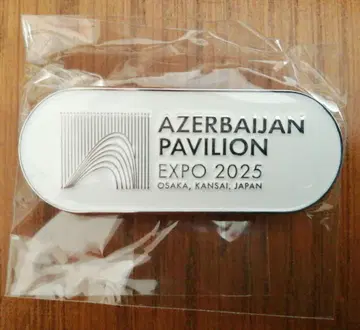 AZERBAIJAN
PAVILION
EXPO 2025
OSAKA, KANSAI, JAPAN